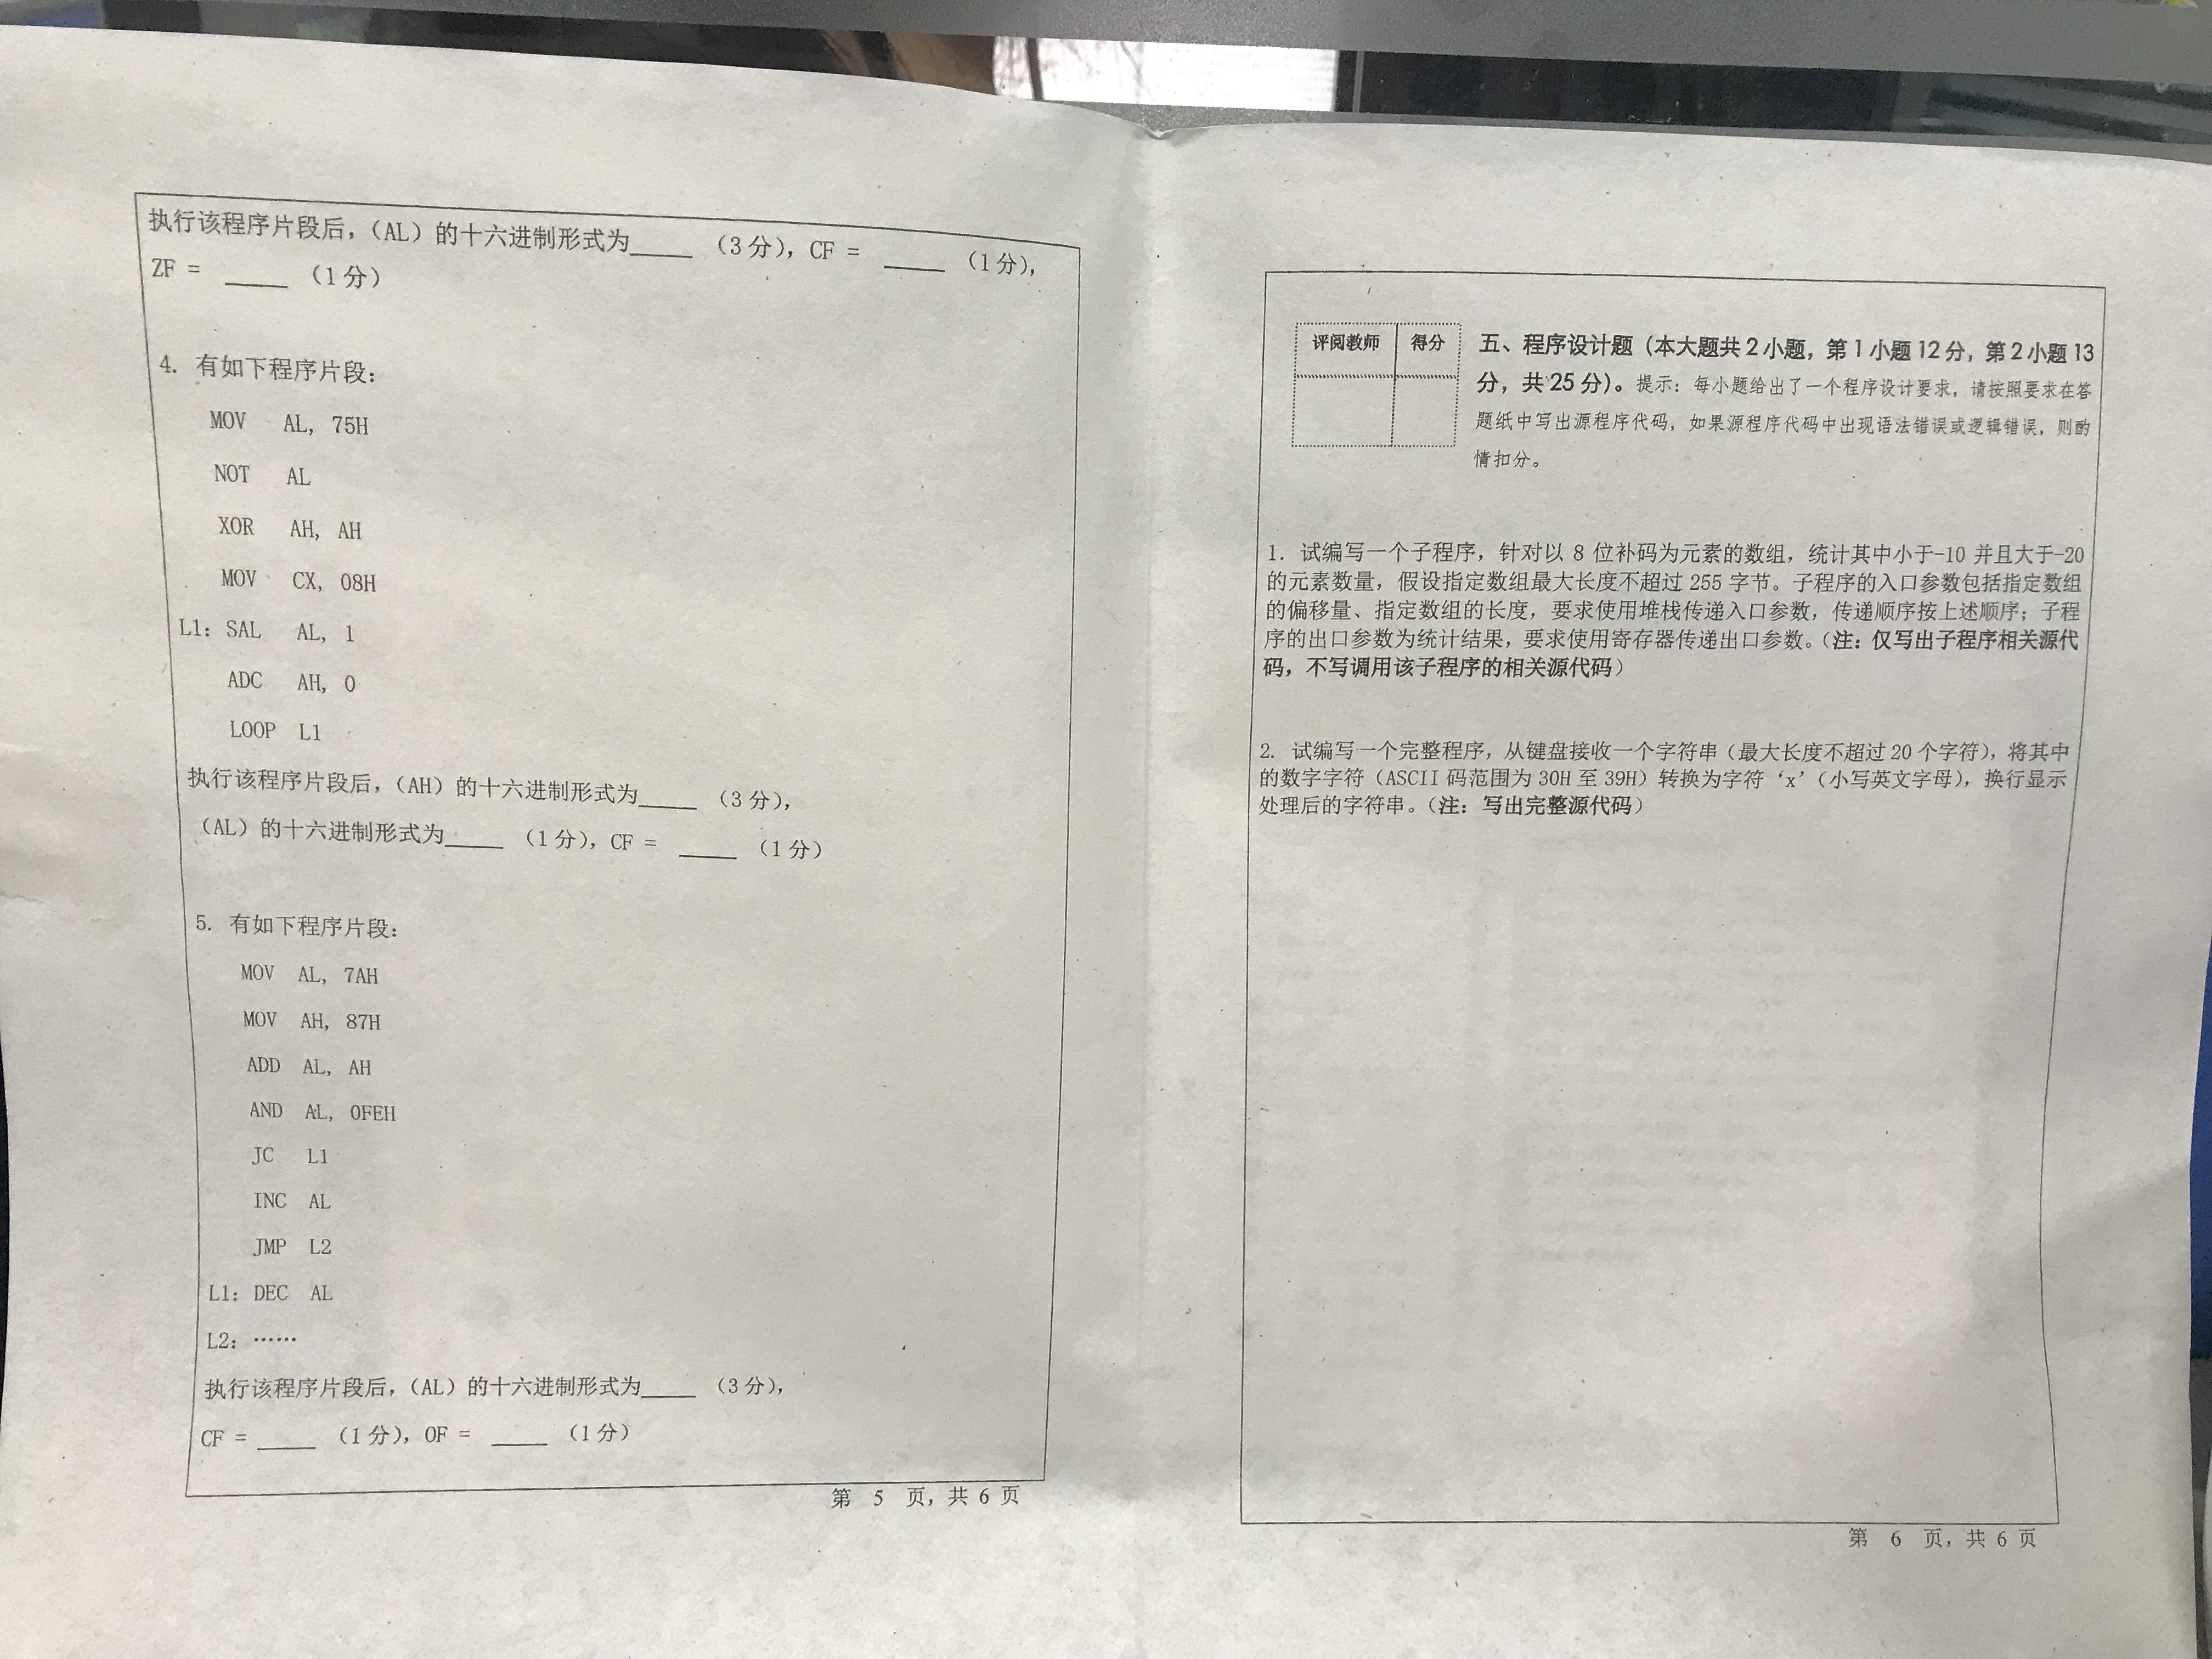 执行该程序片段后，（AL）的十六进制形式为____ （3分），CF = ____ （1分），
ZF = ____ （1分）
4. 有如下程序片段：
MOV AL, 75H
NOT AL
XOR AH, AH
MOV CX, 08H
L1: SAL AL, 1
ADC AH, 0
LOOP L1
执行该程序片段后，（AH）的十六进制形式为____ （3分），
（AL）的十六进制形式为____ （1分），CF = ____ （1分）
5. 有如下程序片段：
MOV AL, 7AH
MOV AH, 87H
ADD AL, AH
AND AL, 0FEH
JC L1
INC AL
JMP L2
L1: DEC AL
L2: ……
执行该程序片段后，（AL）的十六进制形式为____ （3分），
CF = ____ （1分），OF = ____ （1分）
第 5 页，共 6 页
评阅教师 得分
五、程序设计题（本大题共2小题，第1小题12分，第2小题13
分，共25分）。提示：每小题给出了一个程序设计要求，请按照要求在答
题纸中写出源程序代码，如果源程序代码中出现语法错误或逻辑错误，则酌
情扣分。
1. 试编写一个子程序，针对以 8 位补码为元素的数组，统计其中小于-10 并且大于-20
的元素数量，假设指定数组最大长度不超过 255 字节。子程序的入口参数包括指定数组
的偏移量、指定数组的长度，要求使用堆栈传递入口参数，传递顺序按上述顺序；子程
序的出口参数为统计结果，要求使用寄存器传递出口参数。（注：仅写出子程序相关源代
码，不写调用该子程序的相关源代码）
2. 试编写一个完整程序，从键盘接收一个字符串（最大长度不超过 20 个字符），将其中
的数字字符（ASCII 码范围为 30H 至 39H）转换为字符‘x’（小写英文字母），换行显示
处理后的字符串。（注：写出完整源代码）
第 6 页，共 6 页